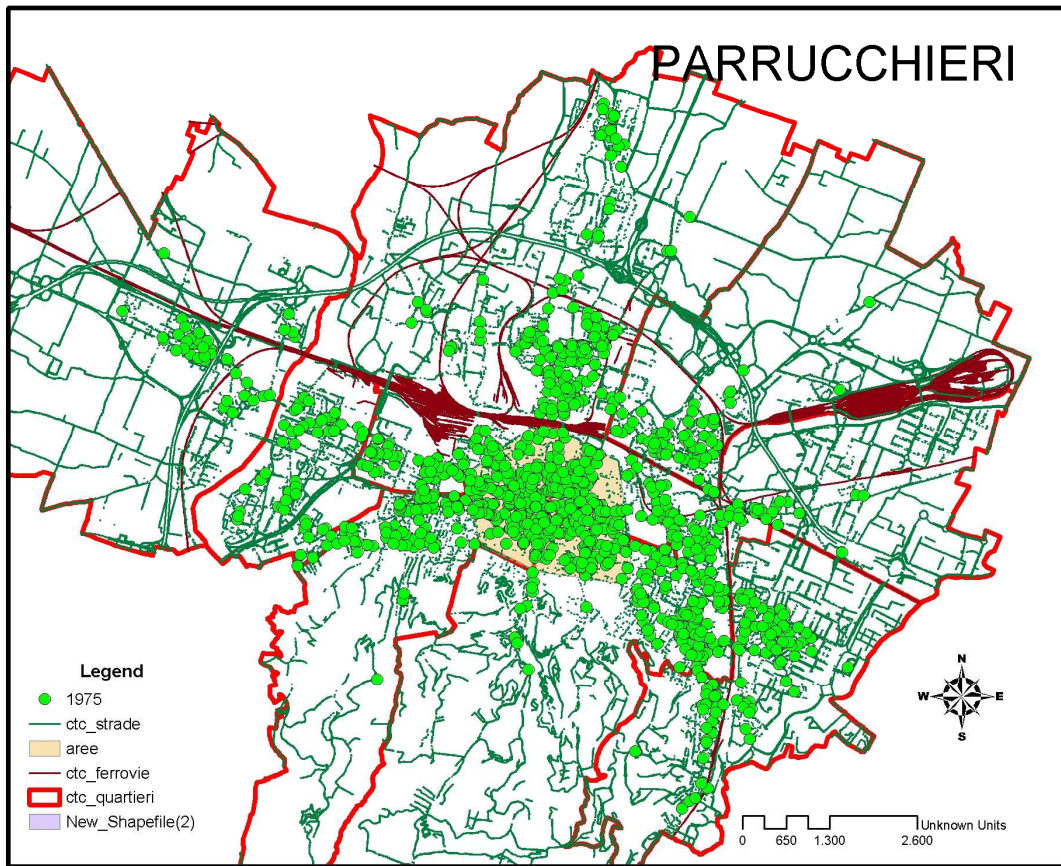 PARRUCCHIERI
Legend
1975
ctc_strade
aree
ctc_ferrovie
ctc_quartieri
New_Shapefile(2)
N
W E
S
Unknown Units
0 650 1.300 2.600